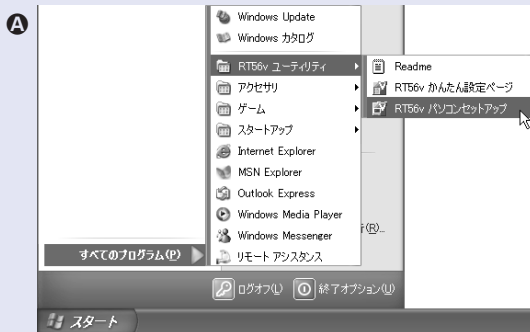 A
Windows Update
Windows カタログ
RT56v ユーティリティ
アクセサリ
ゲーム
スタートアップ
Internet Explorer
MSN Explorer
Outlook Express
Windows Media Player
Windows Messenger
リモート アシスタンス
Readme
RT56v かんたん設定ページ
RT56v パソコンセットアップ
(R)...
すべてのプログラム(P)
ログオフ(L)
終了オプション(U)
スタート